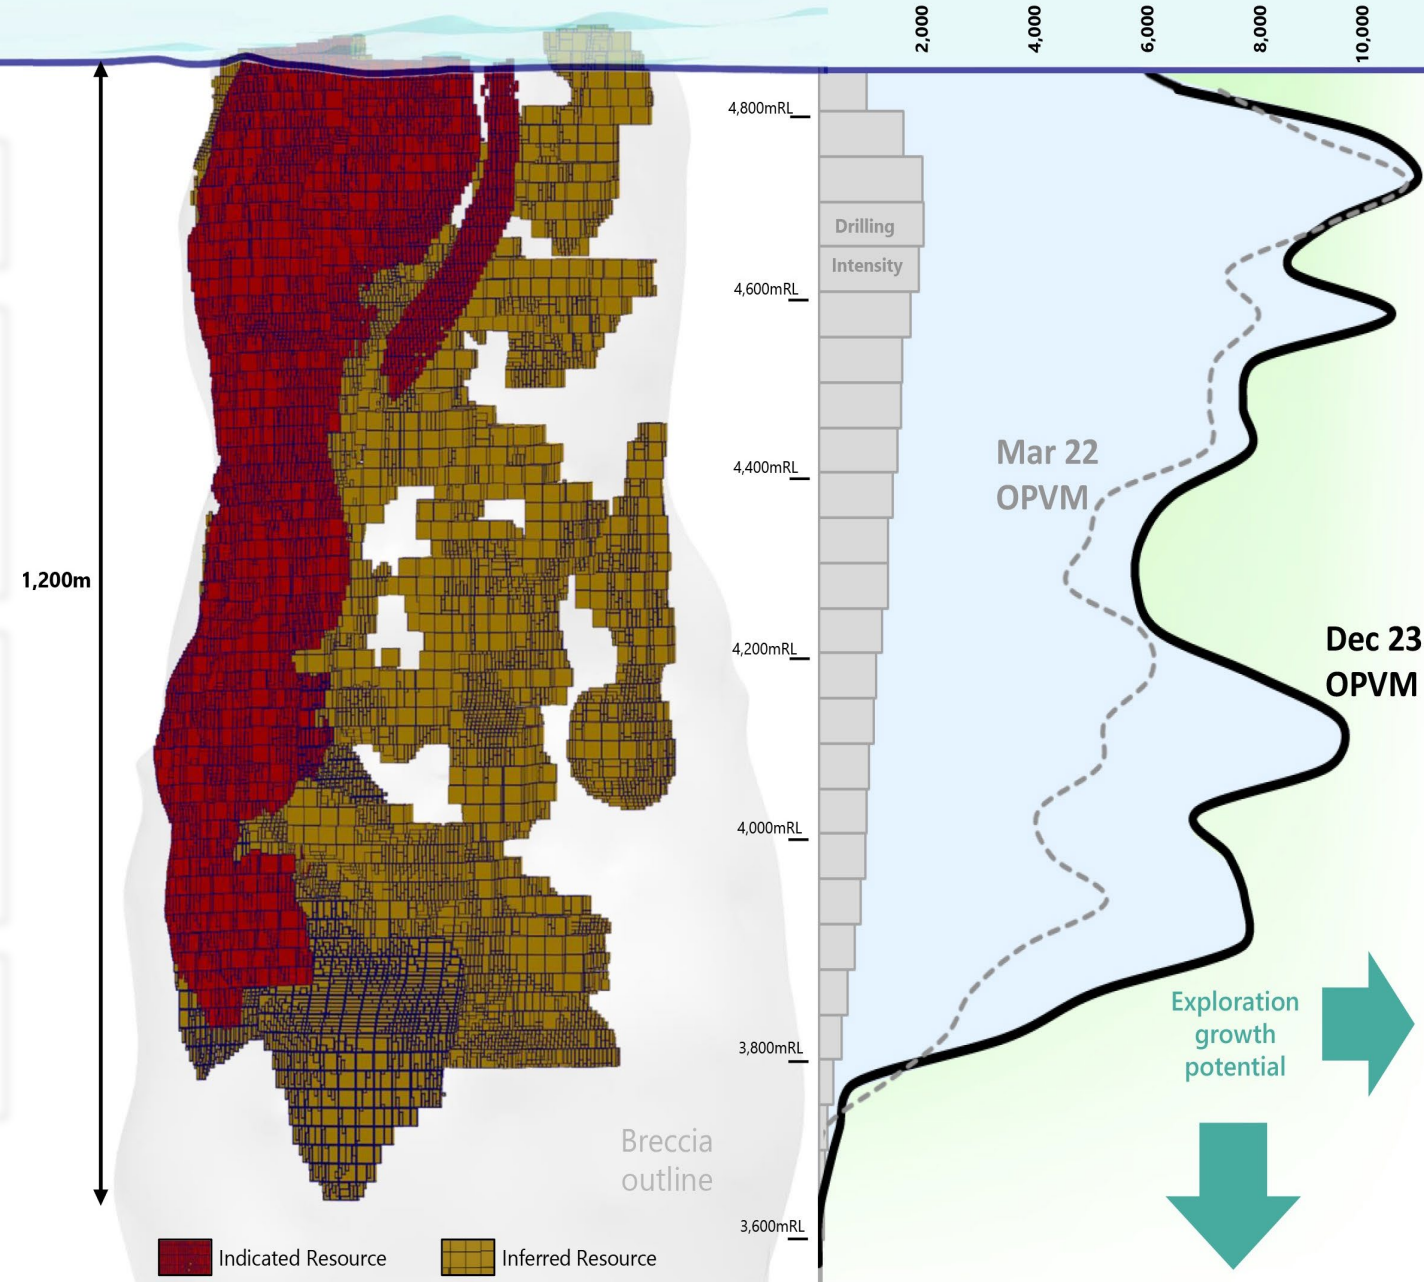 2,000
4,000
6,000
8,000
10,000
4,800mRL
Drilling
Intensity
4,600mRL
Mar 22
OPVM
4,400mRL
1,200m
Dec 23
OPVM
4,200mRL
4,000mRL
Exploration
growth
potential
3,800mRL
Breccia
outline
3,600mRL
Indicated Resource
Inferred Resource